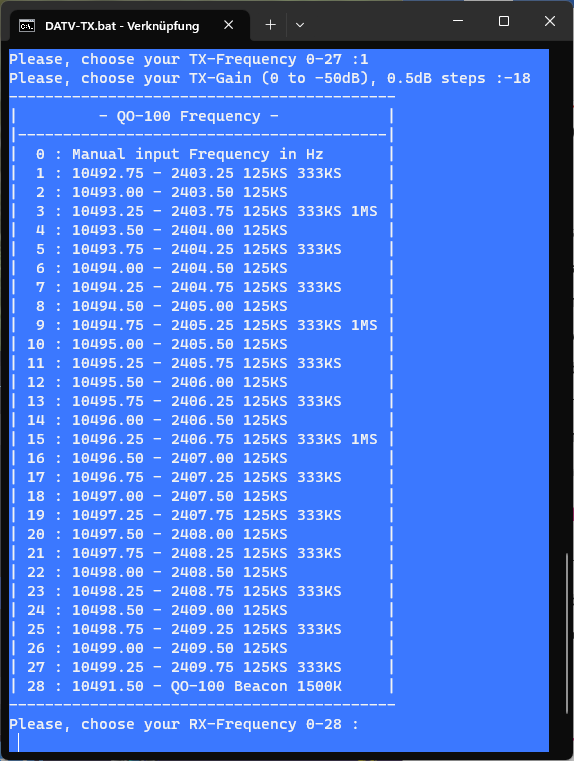 DATV-TX.bat - Verknüpfung
Please, choose your TX-Frequency 0-27 :1
Please, choose your TX-Gain (0 to -50dB), 0.5dB steps :-18
-------------------------------------------
|         - QO-100 Frequency -            |
|-----------------------------------------|
|  0 : Manual input Frequency in Hz       |
|  1 : 10492.75 - 2403.25 125KS 333KS     |
|  2 : 10493.00 - 2403.50 125KS           |
|  3 : 10493.25 - 2403.75 125KS 333KS 1MS |
|  4 : 10493.50 - 2404.00 125KS           |
|  5 : 10493.75 - 2404.25 125KS 333KS     |
|  6 : 10494.00 - 2404.50 125KS           |
|  7 : 10494.25 - 2404.75 125KS 333KS     |
|  8 : 10494.50 - 2405.00 125KS           |
|  9 : 10494.75 - 2405.25 125KS 333KS 1MS |
| 10 : 10495.00 - 2405.50 125KS           |
| 11 : 10495.25 - 2405.75 125KS 333KS     |
| 12 : 10495.50 - 2406.00 125KS           |
| 13 : 10495.75 - 2406.25 125KS 333KS     |
| 14 : 10496.00 - 2406.50 125KS           |
| 15 : 10496.25 - 2406.75 125KS 333KS 1MS |
| 16 : 10496.50 - 2407.00 125KS           |
| 17 : 10496.75 - 2407.25 125KS 333KS     |
| 18 : 10497.00 - 2407.50 125KS           |
| 19 : 10497.25 - 2407.75 125KS 333KS     |
| 20 : 10497.50 - 2408.00 125KS           |
| 21 : 10497.75 - 2408.25 125KS 333KS     |
| 22 : 10498.00 - 2408.50 125KS           |
| 23 : 10498.25 - 2408.75 125KS 333KS     |
| 24 : 10498.50 - 2409.00 125KS           |
| 25 : 10498.75 - 2409.25 125KS 333KS     |
| 26 : 10499.00 - 2409.50 125KS           |
| 27 : 10499.25 - 2409.75 125KS 333KS     |
| 28 : 10491.50 - QO-100 Beacon 1500K     |
-------------------------------------------
Please, choose your RX-Frequency 0-28 :